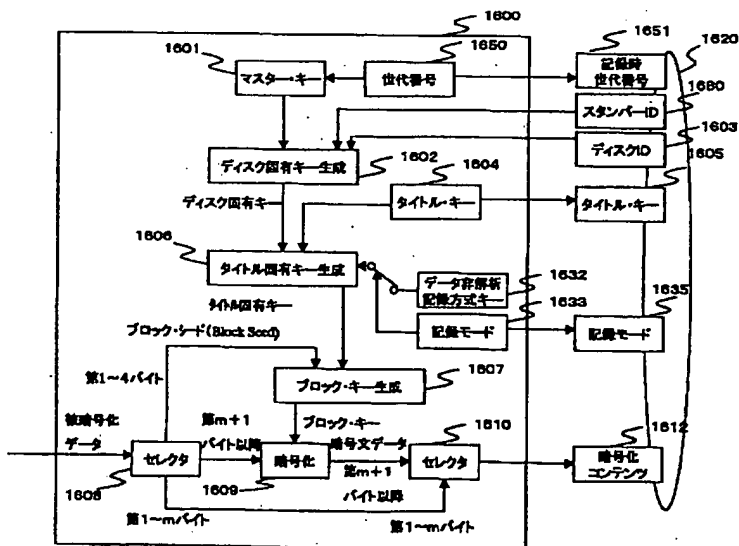 1600
1601
1650
1651
1620
マスター・キー
世代番号
記録時
世代番号
1680
スタンパーID
1603
ディスクID
1602
1604
1605
ディスク固有キー生成
ディスク固有キー
タイトル・キー
タイトル・キー
1606
タイトル固有キー生成
データ非解析
記録方式キー
1632
1633
1635
タイトル固有キー
記録モード
記録モード
ブロック・シード(Block Seed)
第1～4バイト
ブロック・キー生成
1607
被暗号化
データ
第m+1
バイト以降
ブロック・キー
暗号文データ
1610
1612
セレクタ
暗号化
第m+1
バイト以降
セレクタ
暗号化
コンテンツ
1608
1609
第1～mバイト
第1～mバイト